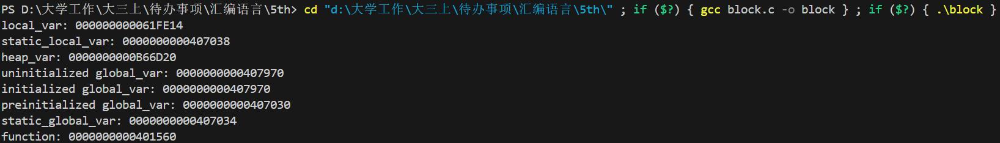 PS D:\大学工作\大三上\待办事项\汇编语言\5th> cd "d:\大学工作\大三上\待办事项\汇编语言\5th\" ; if ($?) { gcc block.c -o block } ; if ($?) { .\block }
local_var: 000000000061FE14
static_local_var: 0000000000407038
heap_var: 0000000000B66D20
uninitialized global_var: 0000000000407970
initialized global_var: 0000000000407970
preinitialized global_var: 0000000000407030
static_global_var: 0000000000407034
function: 0000000000401560